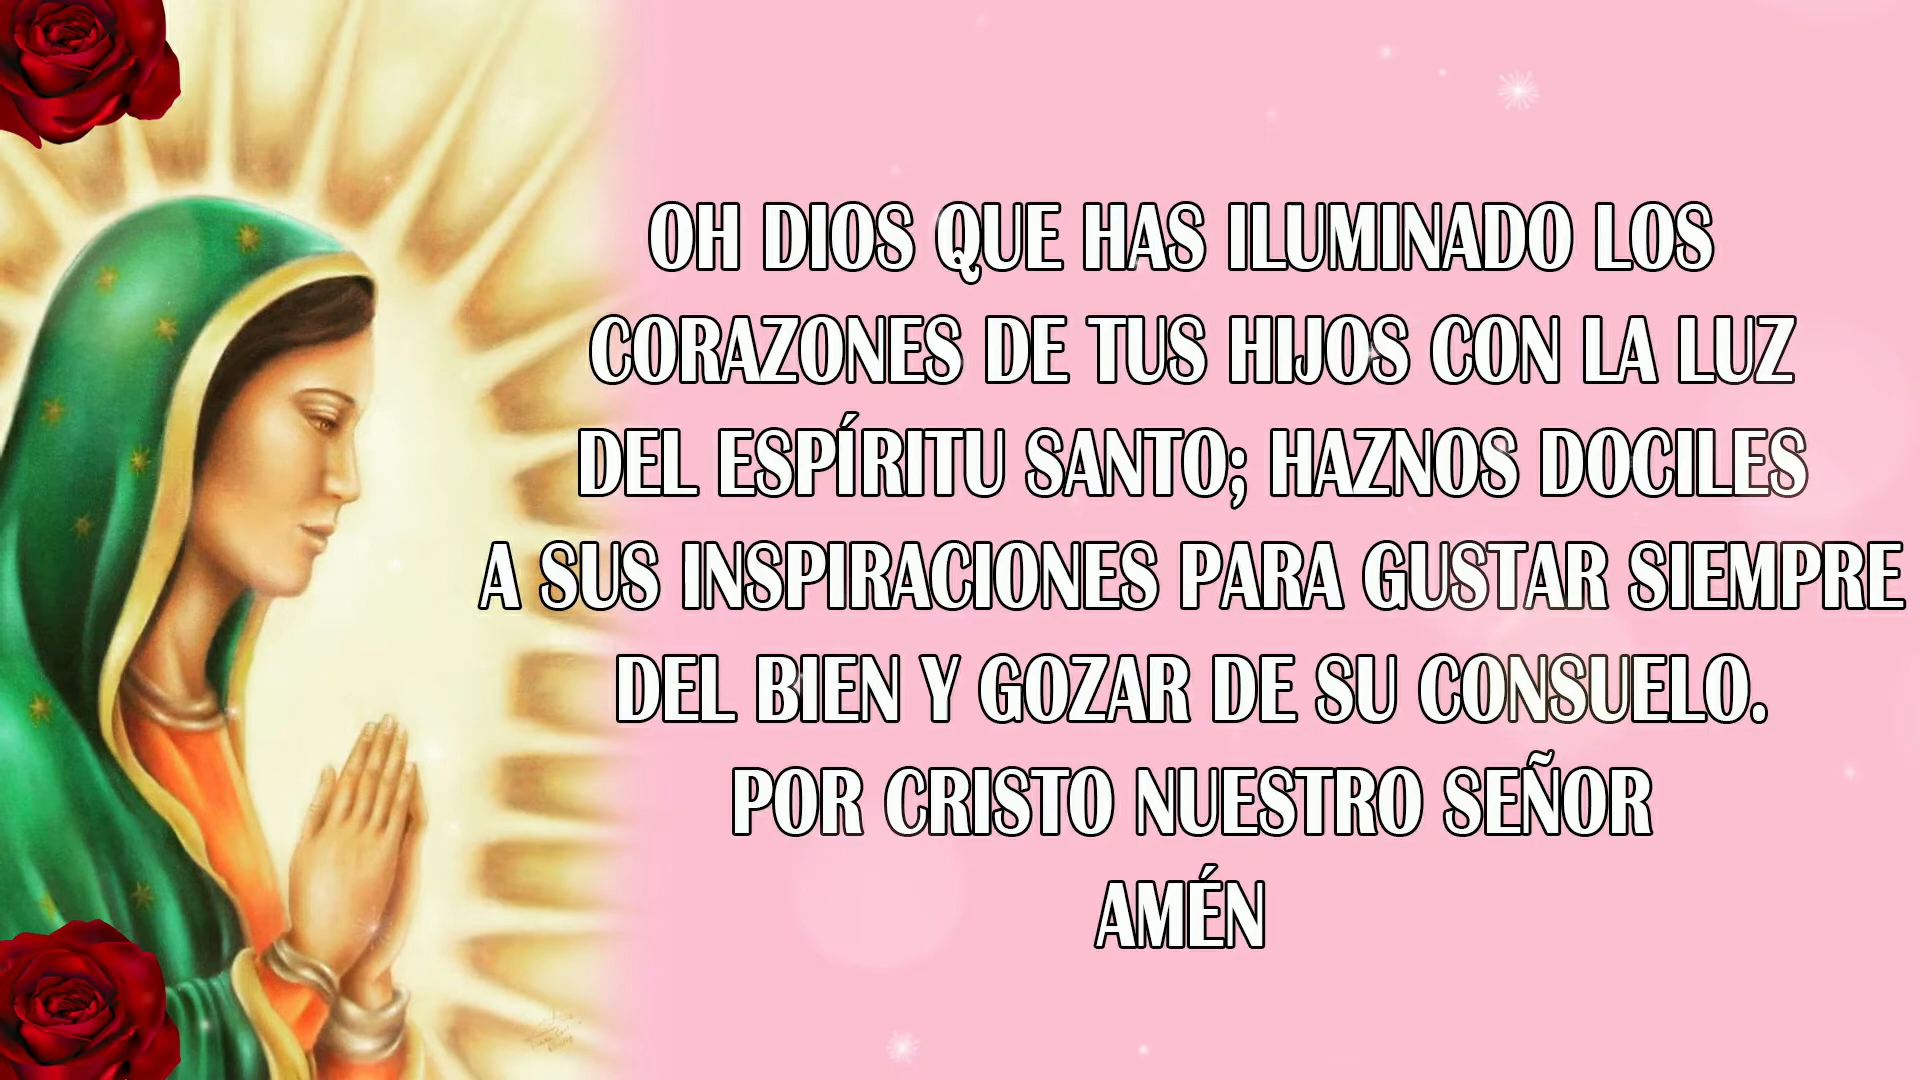 OH DIOS QUE HAS ILUMINADO LOS
CORAZONES DE TUS HIJOS CON LA LUZ
DEL ESPÍRITU SANTO; HAZNOS DOCILES
A SUS INSPIRACIONES PARA GUSTAR SIEMPRE
DEL BIEN Y GOZAR DE SU CONSUELO.
POR CRISTO NUESTRO SEÑOR
AMÉN